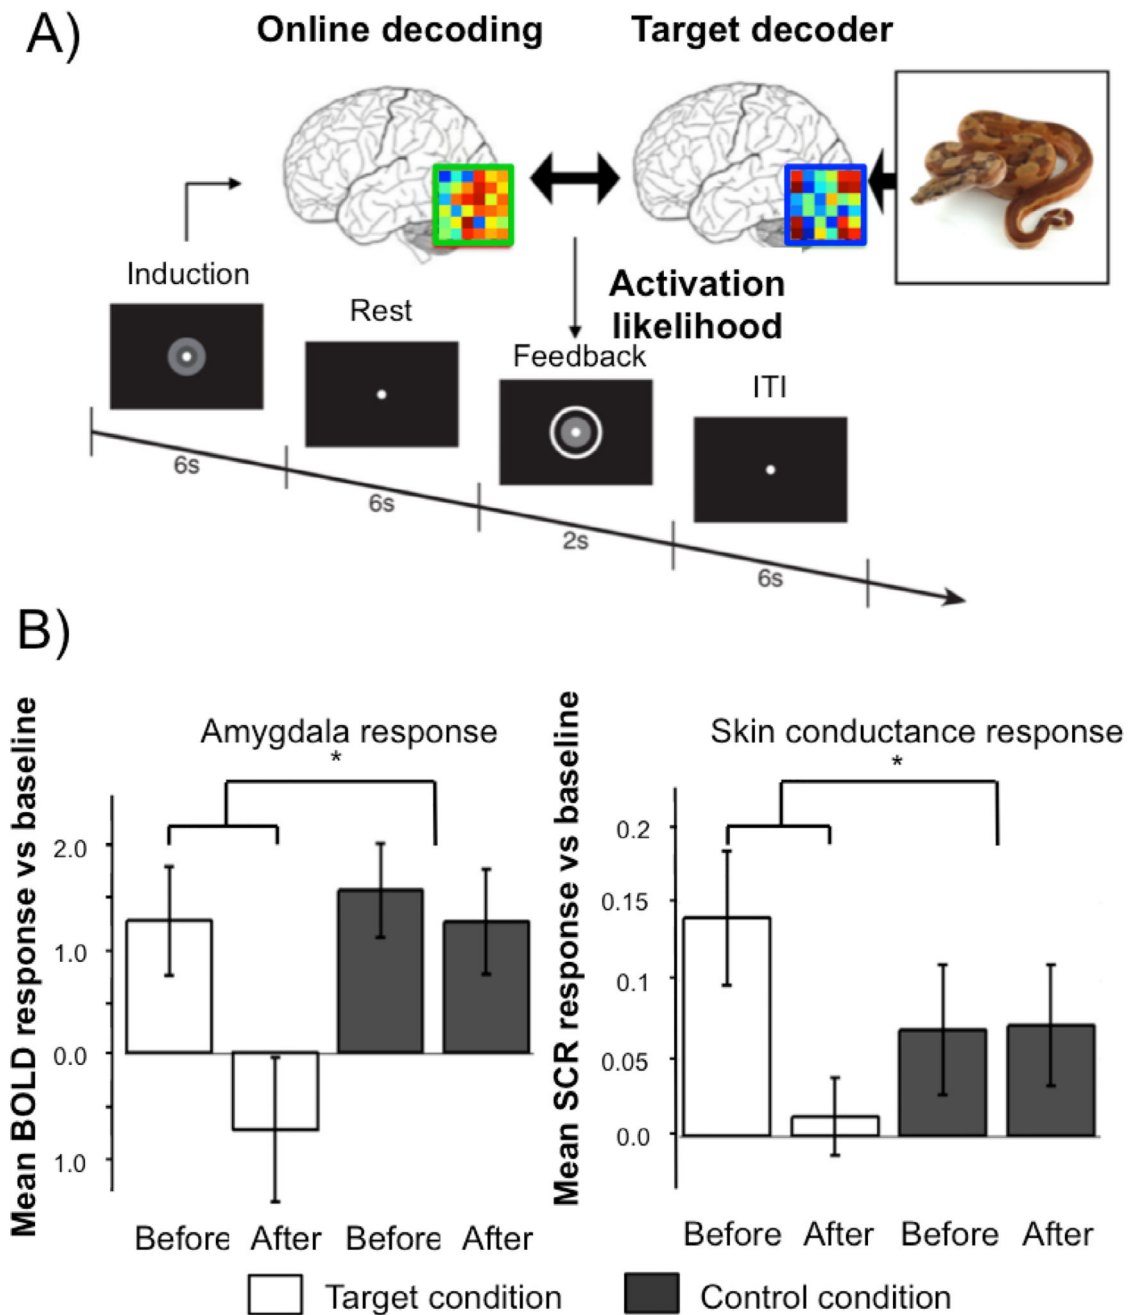 A)
Online decoding
Target decoder
Induction
Rest
Activation
likelihood
Feedback
ITI
6s
6s
2s
6s
B)
Mean BOLD response vs baseline
Amygdala response
*
2.0
1.0
0.0
1.0
Before
After
Before
After
Mean SCR response vs baseline
Skin conductance response
*
0.2
0.15
0.1
0.05
0.0
Before
After
Before
After
Target condition
Control condition